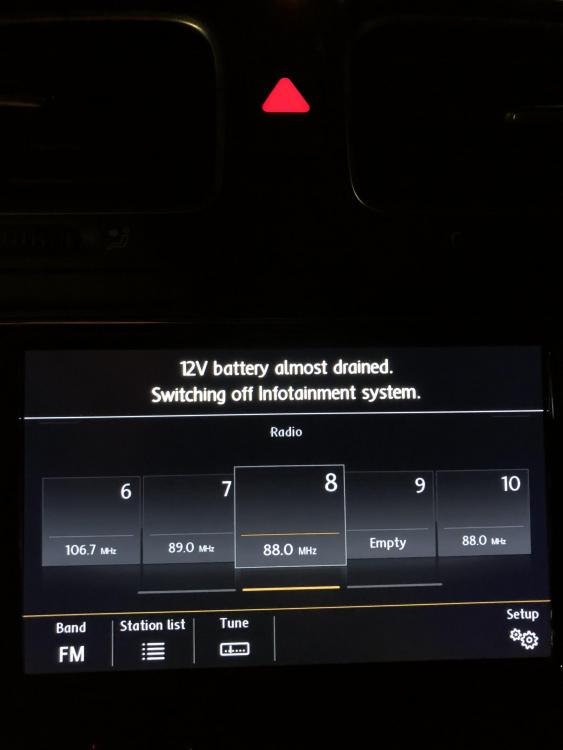 12V battery almost drained.
Switching off Infotainment system.
Radio
6 7 8 9 10
106.7 MHz 89.0 MHz 88.0 MHz Empty 88.0 MHz
Band Station list Tune Setup
FM